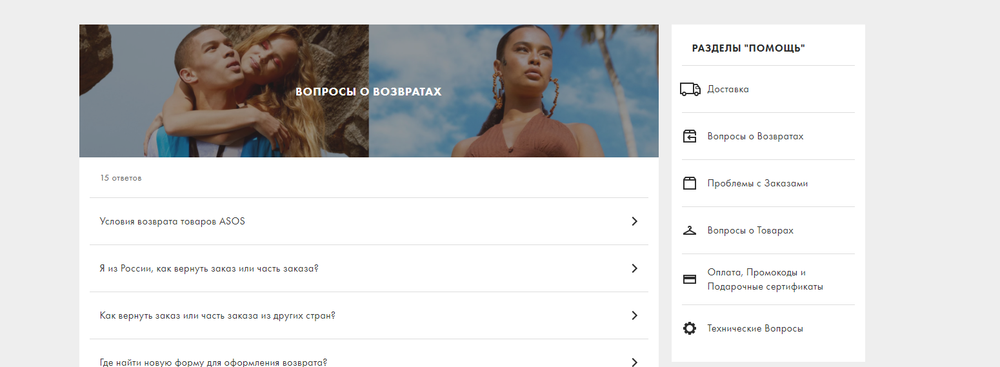 ВОПРОСЫ О ВОЗВРАТАХ
15 ответов
Условия возврата товаров ASOS
Я из России, как вернуть заказ или часть заказа?
Как вернуть заказ или часть заказа из других стран?
Где найти новую форму для оформления возврата?
РАЗДЕЛЫ "ПОМОЩЬ"
Доставка
Вопросы о Возвратах
Проблемы с Заказами
Вопросы о Товарах
Оплата, Промокоды и
Подарочные сертификаты
Технические Вопросы